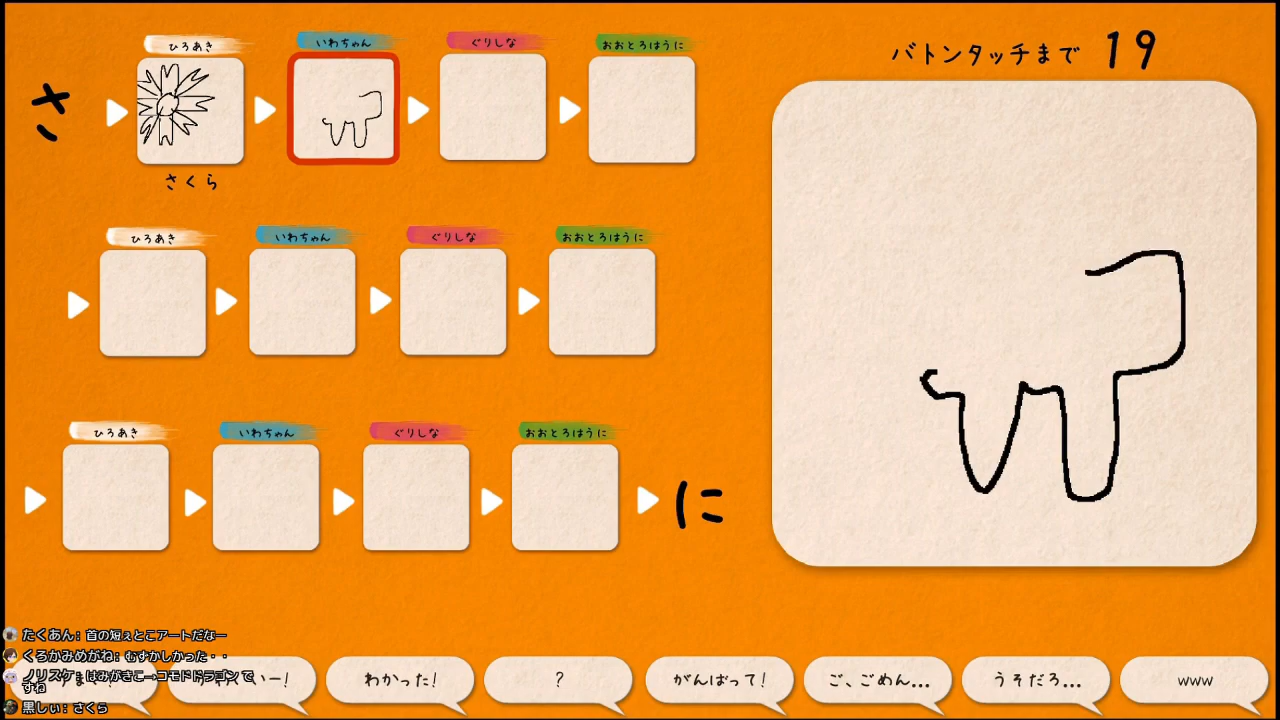 バトンタッチまで 19
さ
ひろあき
いわちゃん
ぐりしな
おおとろはうに
さくら
ひろあき
いわちゃん
ぐりしな
おおとろはうに
ひろあき
いわちゃん
ぐりしな
おおとろはうに
に
たくあん: 首の短ぇとこアートだなー
くろかみめがね: むずかしかった・・
ノリスケ: はみがきこ→コモドドラゴンで
すね
黒しぃ: さくら
いー!
わかった!
?
がんばって!
ご、ごめん...
うそだろ...
www